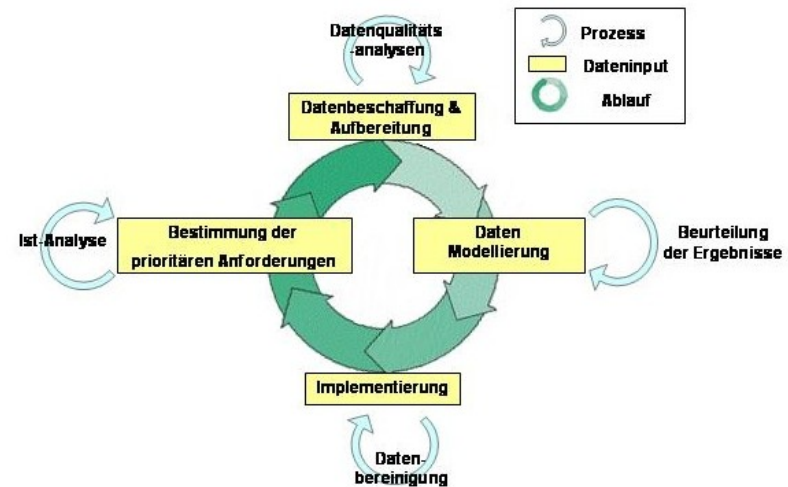 Datenqualitäts
-analysen
Prozess
Dateninput
Ablauf
Datenbeschaffung &
Aufbereitung
Ist-Analyse
Bestimmung der
prioritären Anforderungen
Daten
Modellierung
Beurteilung
der Ergebnisse
Implementierung
Daten-
bereinigung